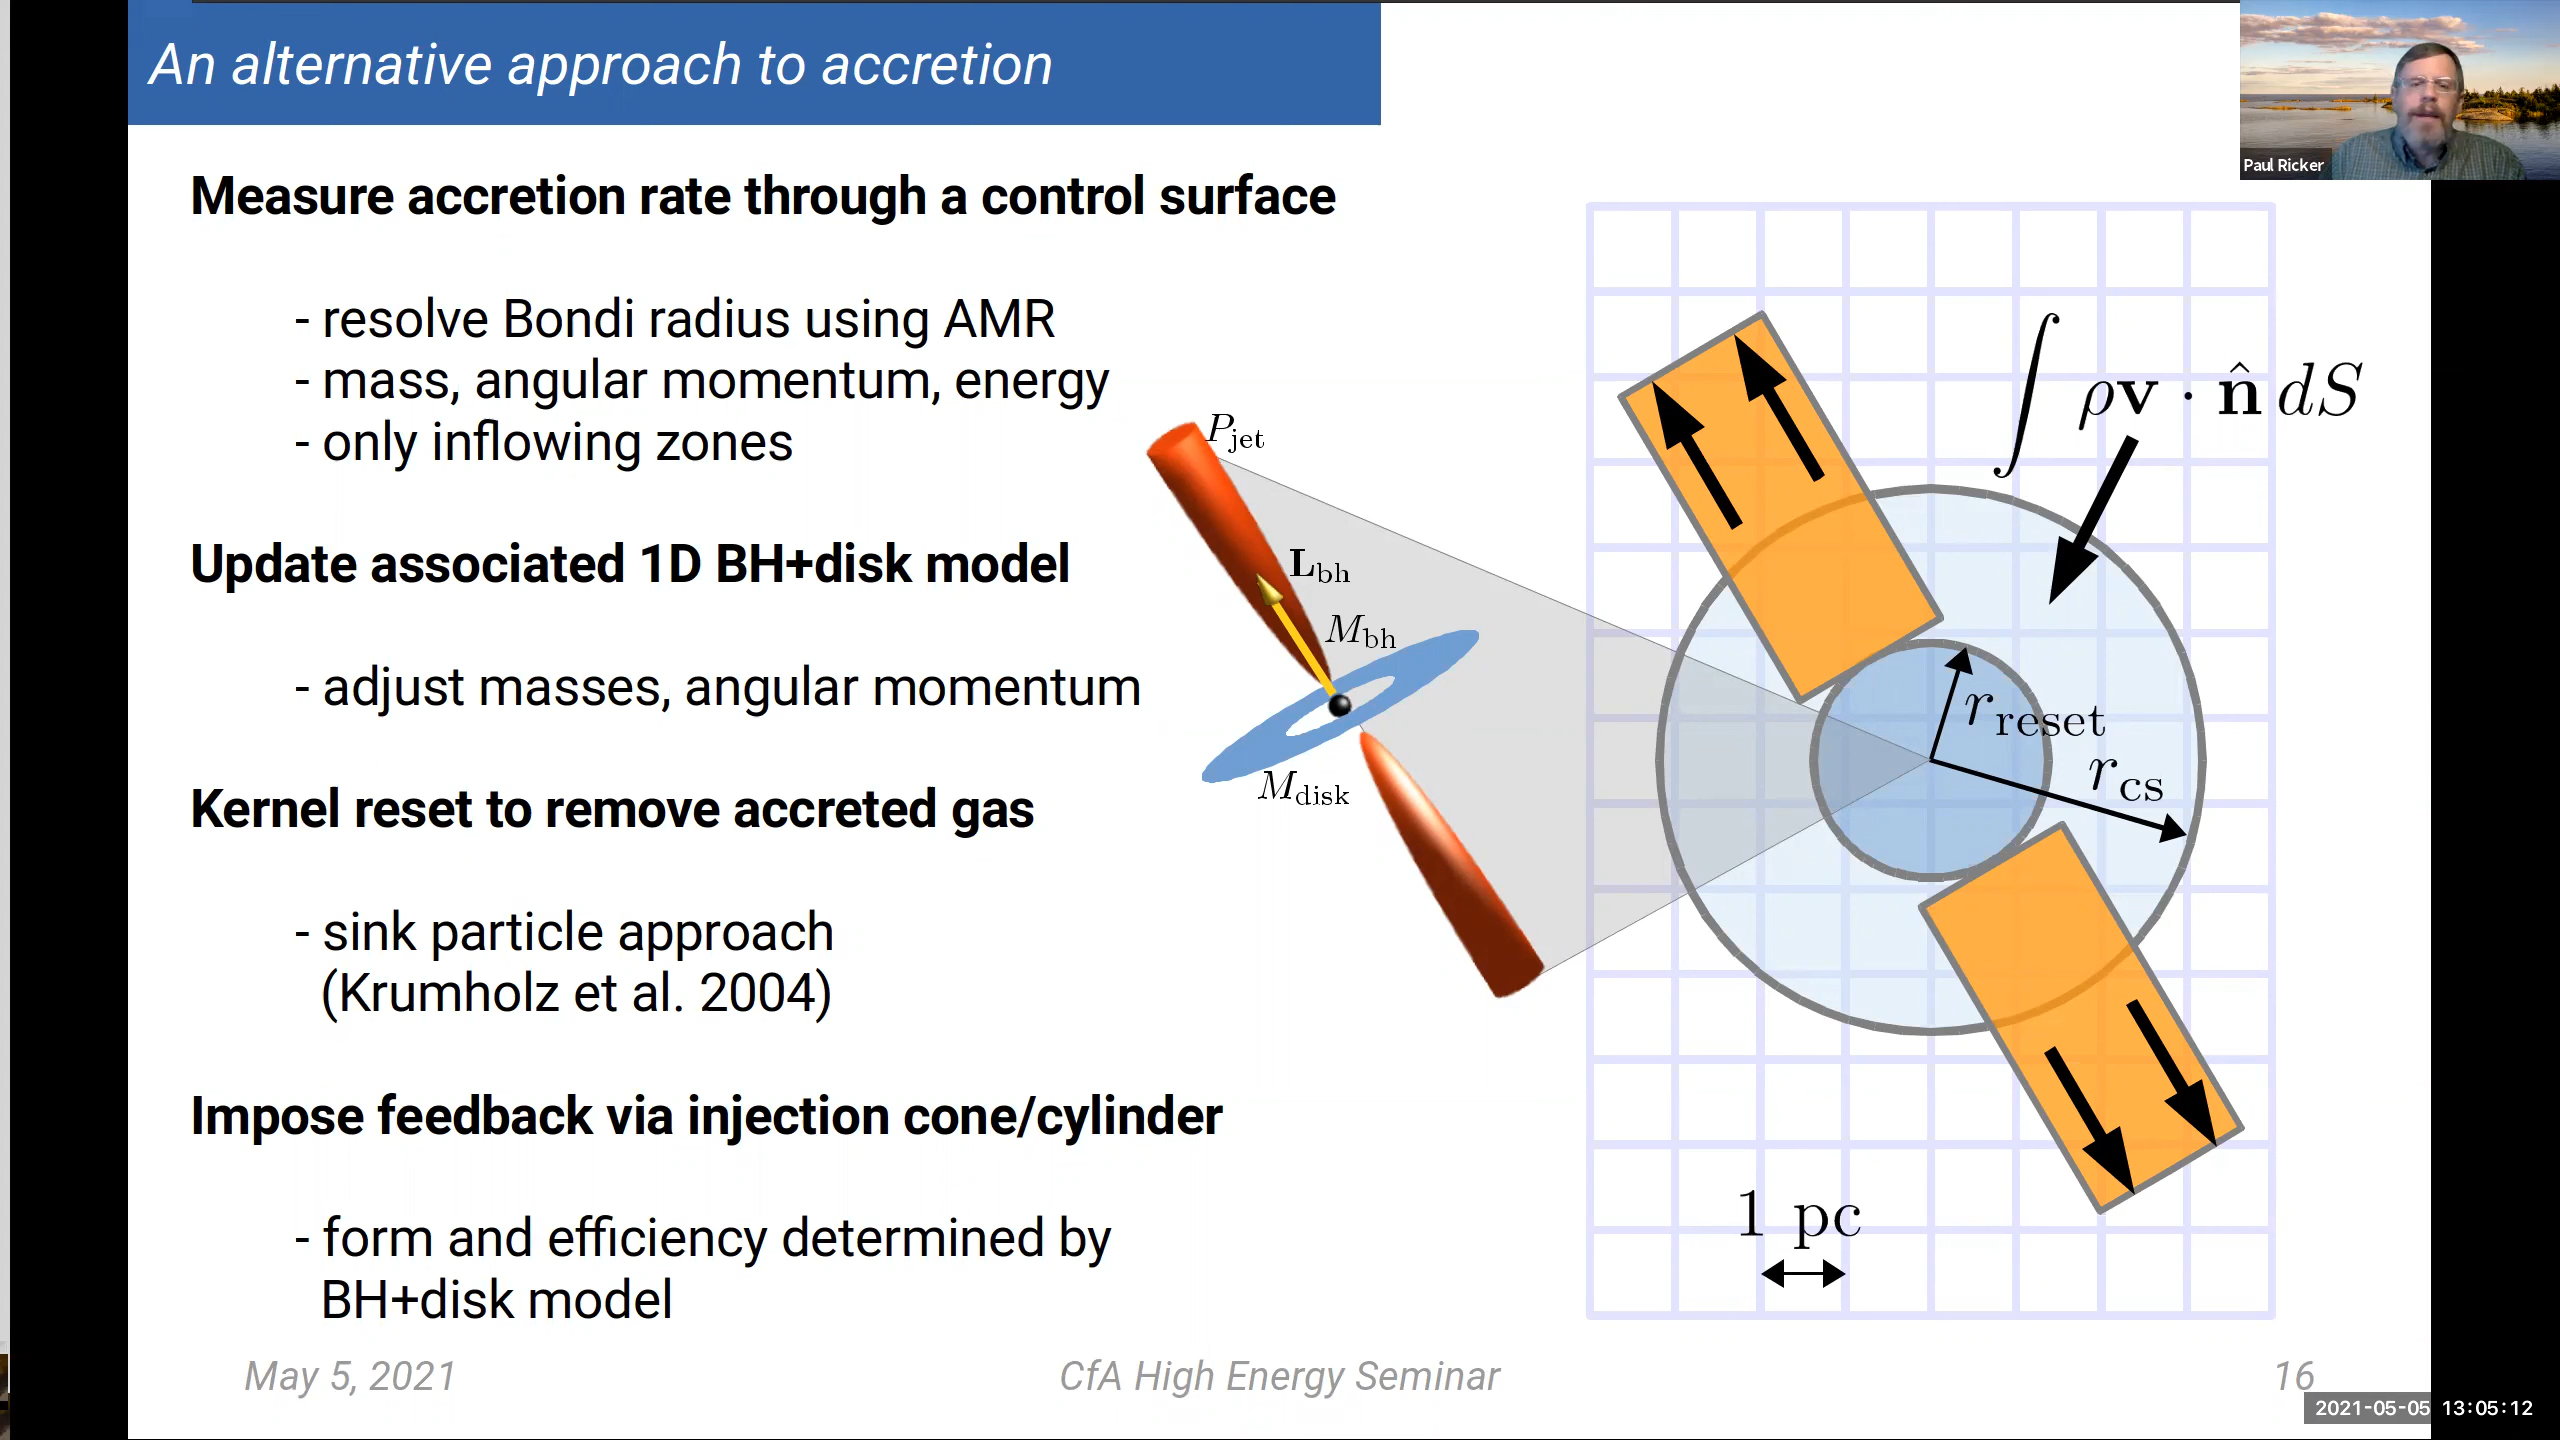 An alternative approach to accretion
Paul Ricker
Measure accretion rate through a control surface
- resolve Bondi radius using AMR
- mass, angular momentum, energy
- only inflowing zones
Update associated 1D BH+disk model
- adjust masses, angular momentum
Kernel reset to remove accreted gas
- sink particle approach
(Krumholz et al. 2004)
Impose feedback via injection cone/cylinder
- form and efficiency determined by
BH+disk model
P_jet
L_bh
M_bh
M_disk
∫ ρv · n̂ dS
r_reset
r_cs
1 pc
May 5, 2021
CfA High Energy Seminar
16
2021-05-05 13:05:12